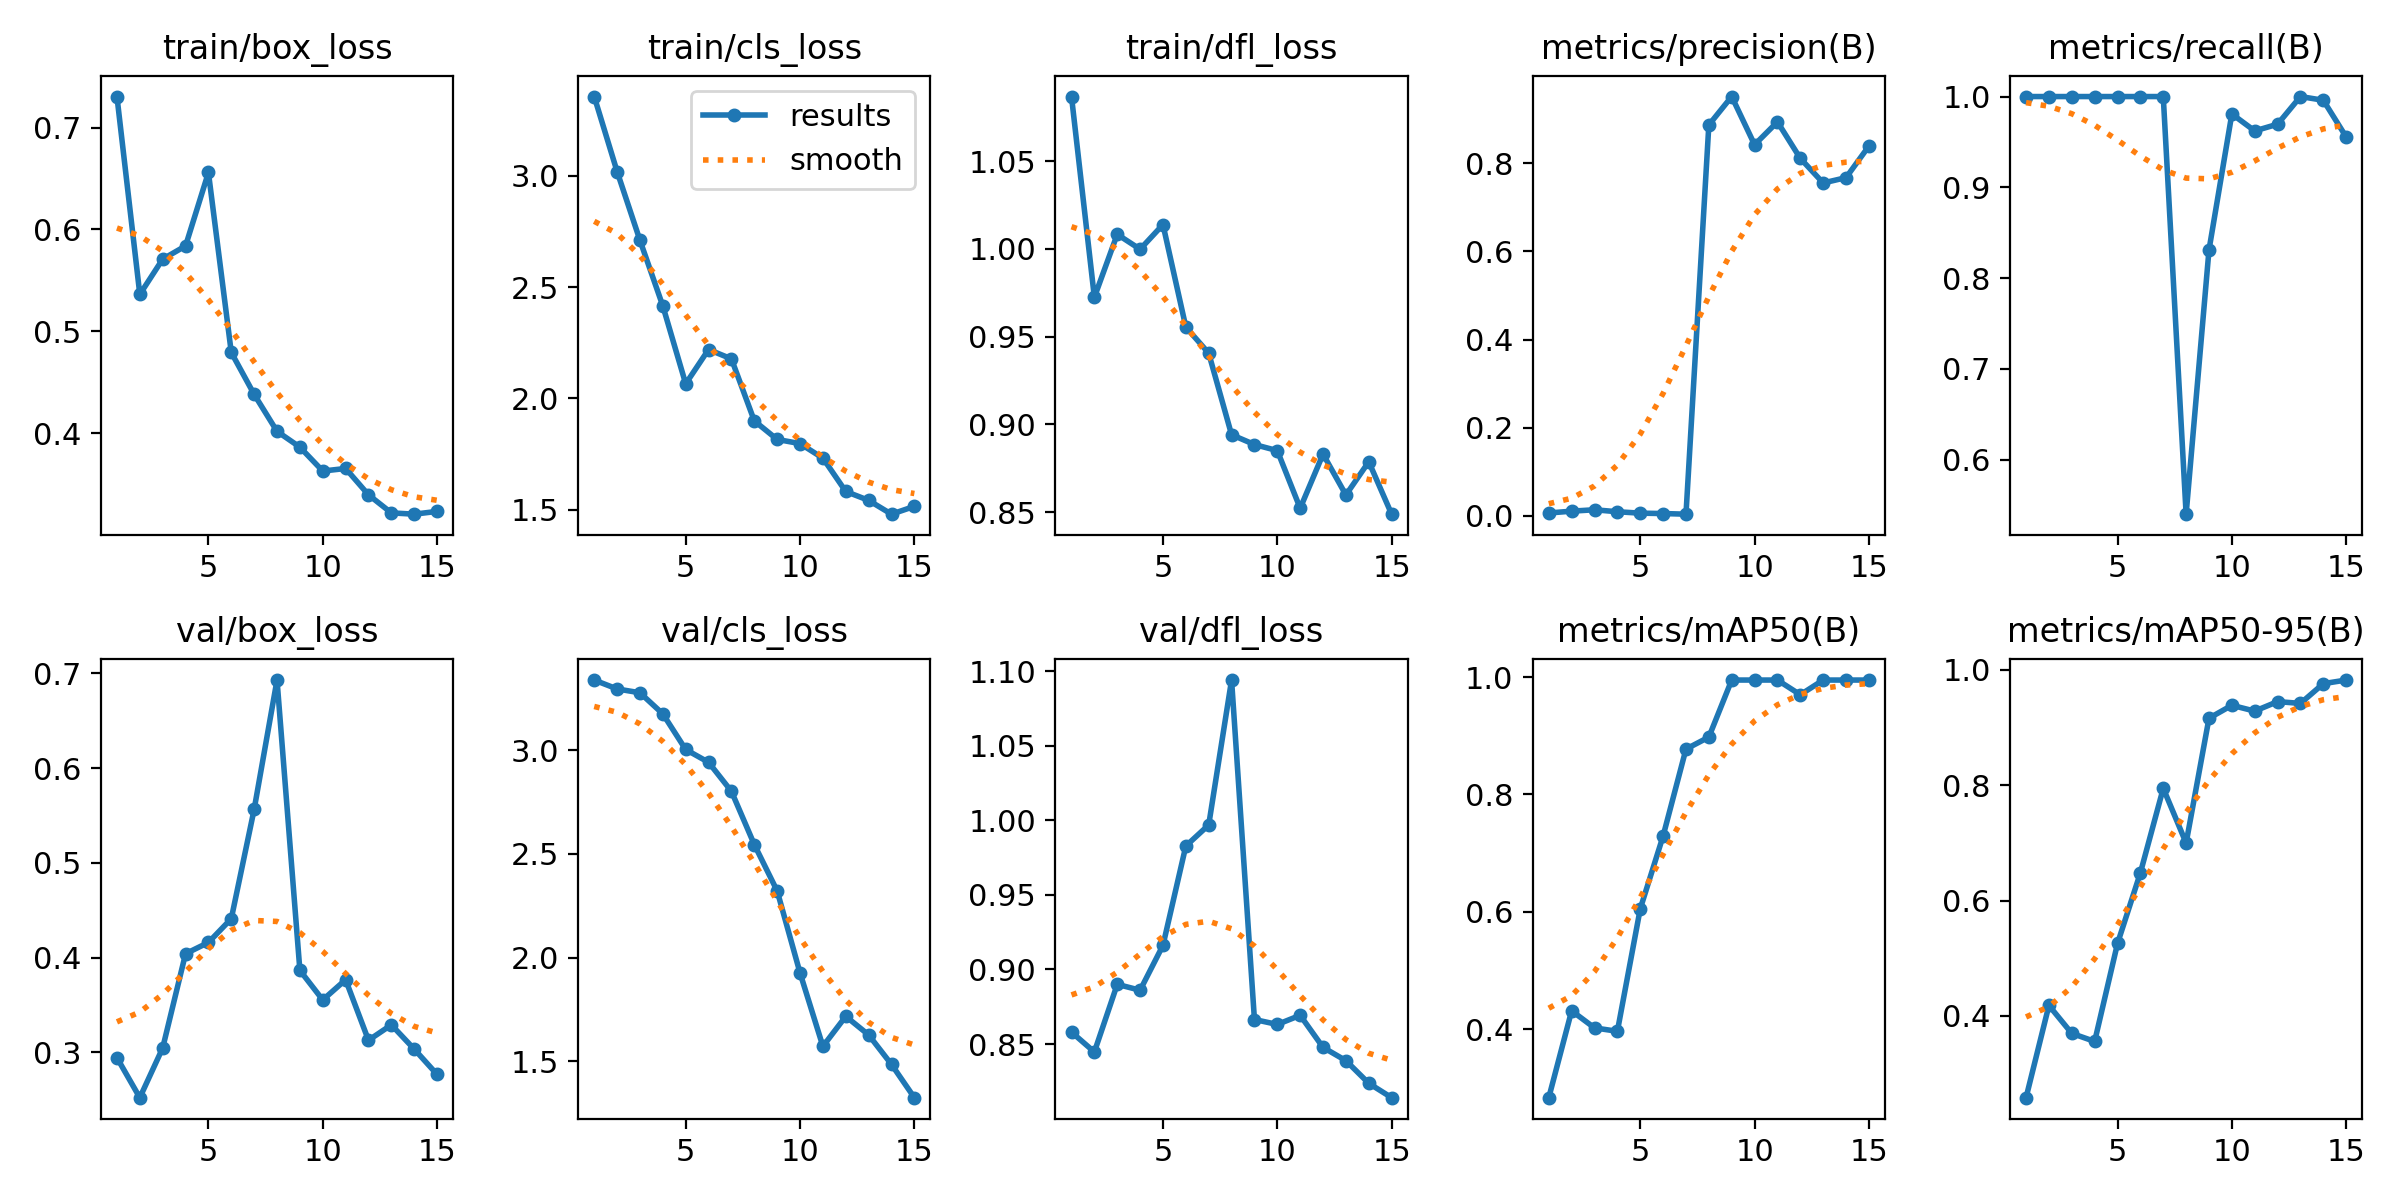 train/box_loss
0.7
0.6
0.5
0.4
5 10 15
train/cls_loss
results
smooth
3.0
2.5
2.0
1.5
5 10 15
train/dfl_loss
1.05
1.00
0.95
0.90
0.85
5 10 15
metrics/precision(B)
0.8
0.6
0.4
0.2
0.0
5 10 15
metrics/recall(B)
1.0
0.9
0.8
0.7
0.6
5 10 15
val/box_loss
0.7
0.6
0.5
0.4
0.3
5 10 15
val/cls_loss
3.0
2.5
2.0
1.5
5 10 15
val/dfl_loss
1.10
1.05
1.00
0.95
0.90
0.85
5 10 15
metrics/mAP50(B)
1.0
0.8
0.6
0.4
5 10 15
metrics/mAP50-95(B)
1.0
0.8
0.6
0.4
5 10 15